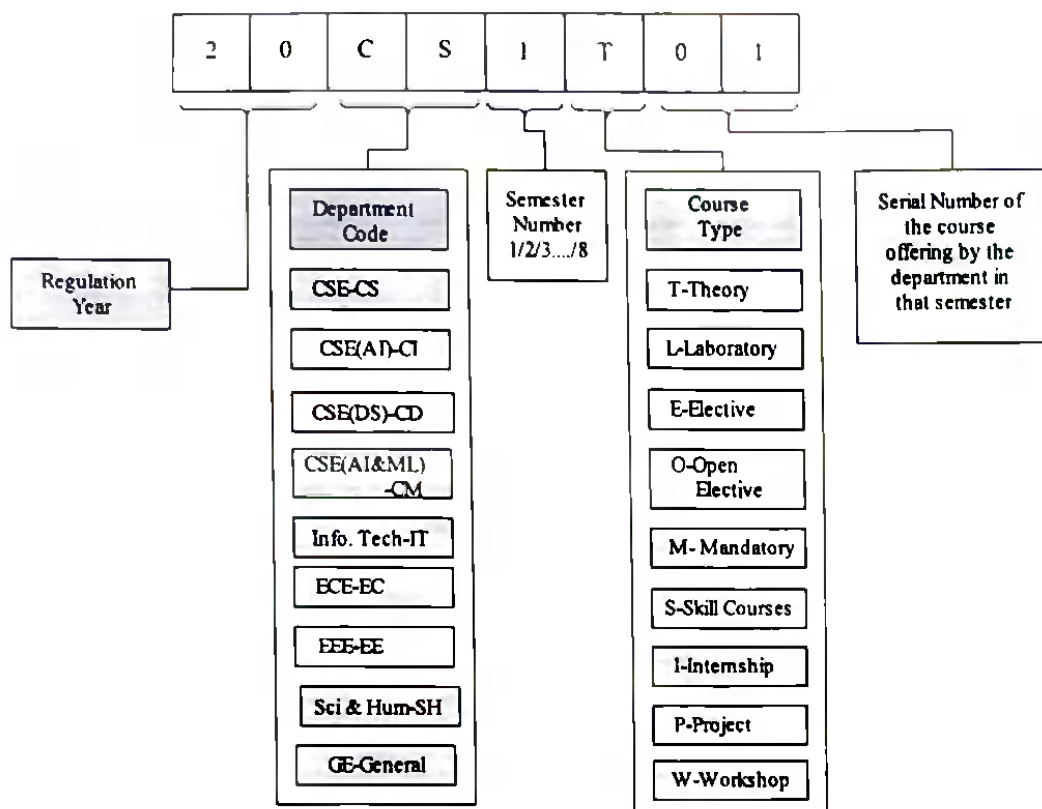 2 0 C S 1 T 0 1
Regulation
Year
Department
Code
CSE-CS
CSE(AI)-CI
CSE(DS)-CD
CSE(AI&ML)
-CM
Info. Tech-IT
ECE-EC
EEE-EE
Sci & Hum-SH
GE-General
Semester
Number
1/2/3..../8
Course
Type
T-Theory
L-Laboratory
E-Elective
O-Open
Elective
M- Mandatory
S-Skill Courses
I-Internship
P-Project
W-Workshop
Serial Number of
the course
offering by the
department in
that semester